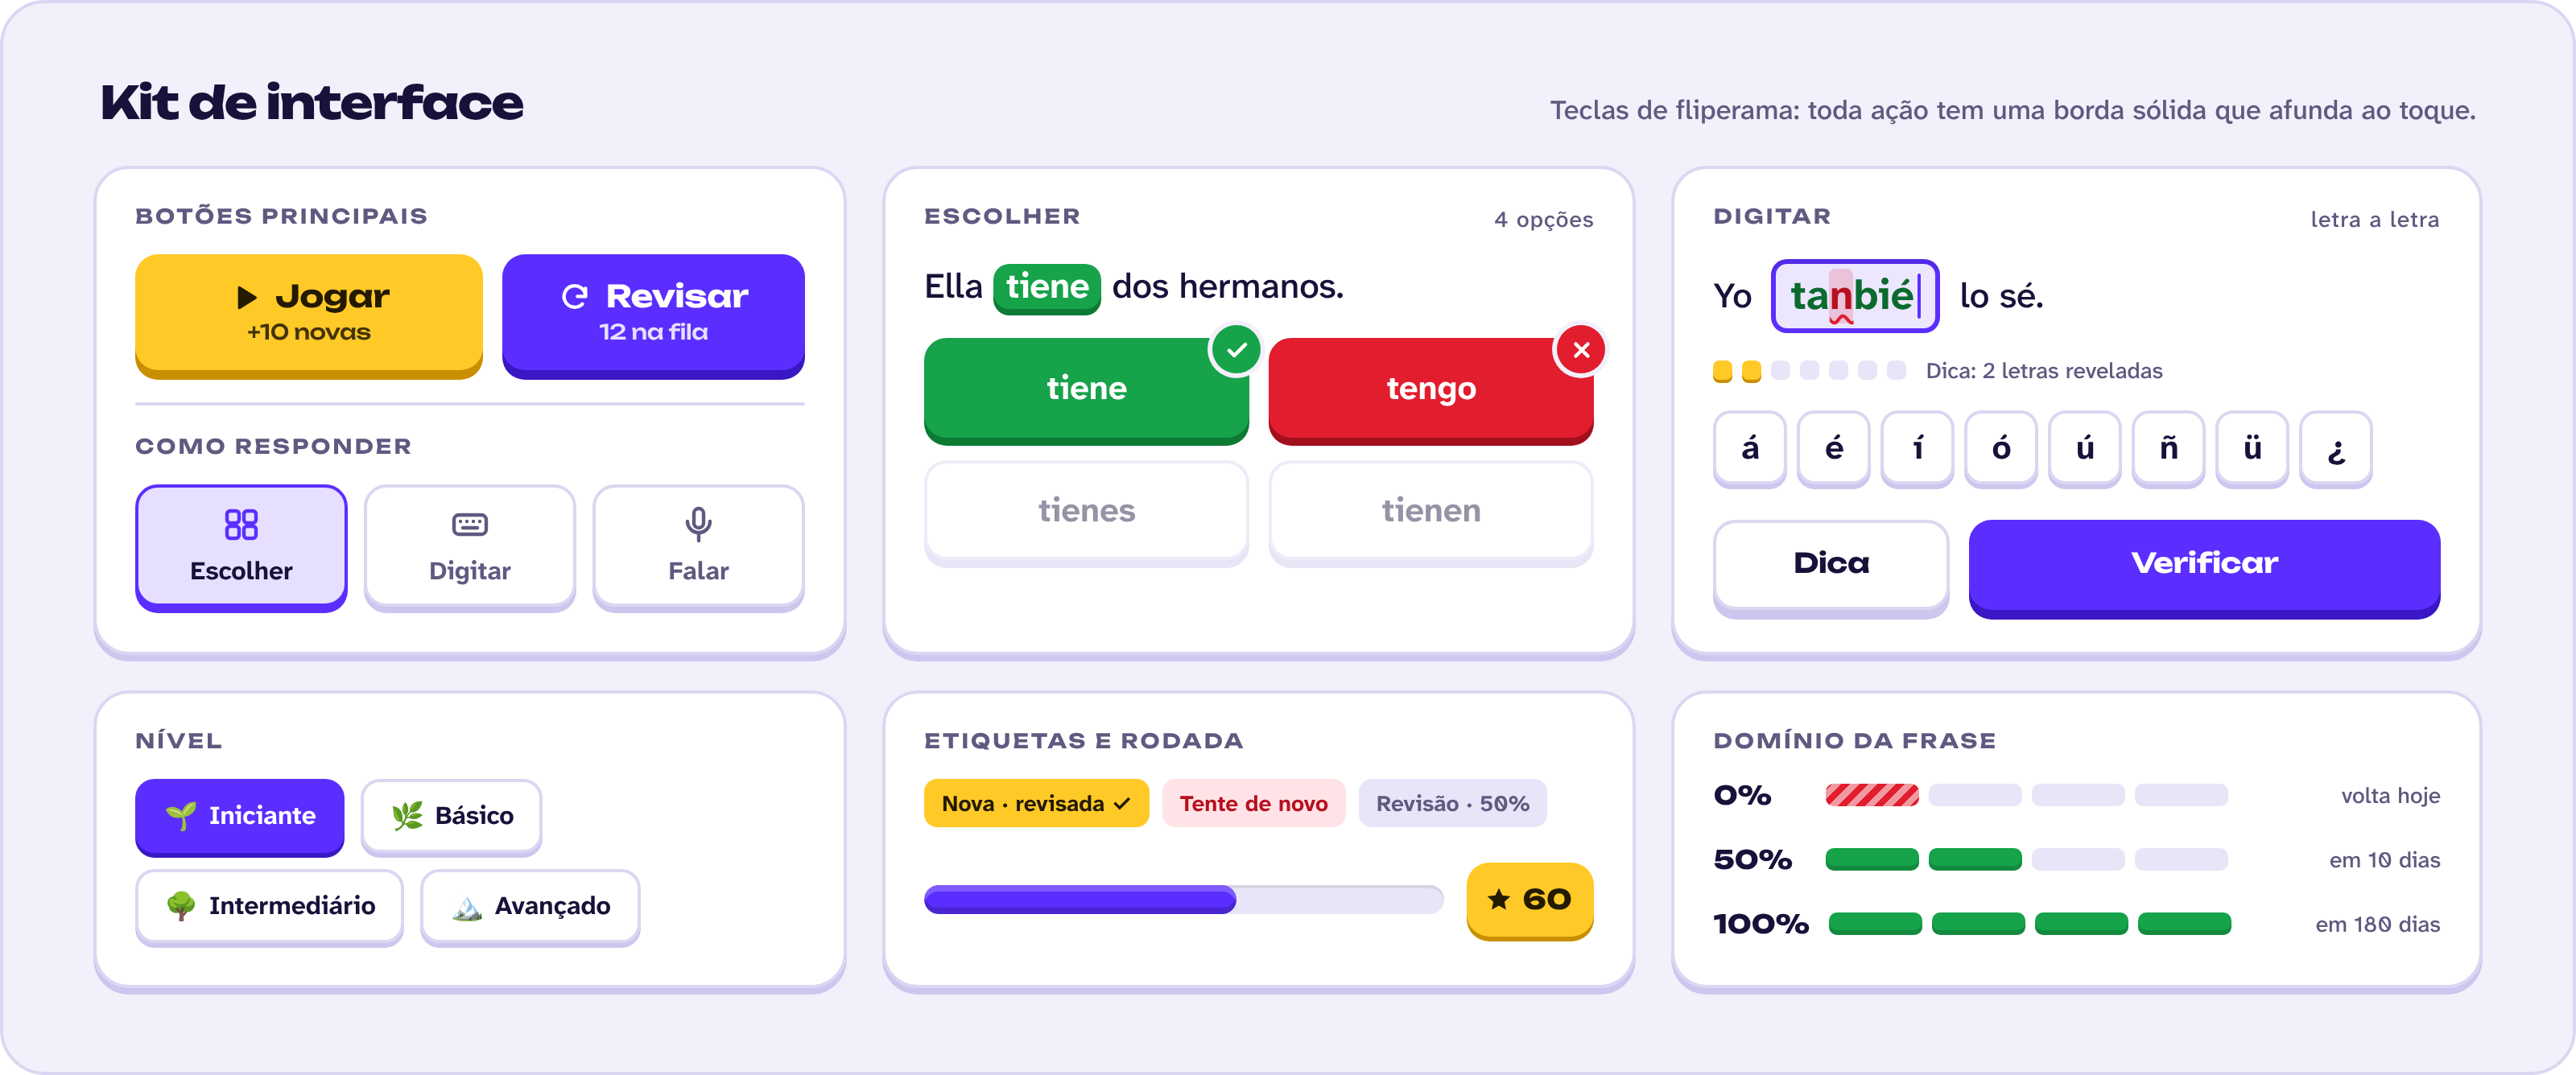 Kit de interface
Teclas de fliperama: toda ação tem uma borda sólida que afunda ao toque.
BOTÕES PRINCIPAIS
Jogar
+10 novas
Revisar
12 na fila
COMO RESPONDER
Escolher
Digitar
Falar
ESCOLHER
4 opções
Ella tiene dos hermanos.
tiene
tengo
tienes
tienen
DIGITAR
letra a letra
Yo tanbié lo sé.
Dica: 2 letras reveladas
á é í ó ú ñ ü ¿
Dica
Verificar
NÍVEL
Iniciante
Básico
Intermediário
Avançado
ETIQUETAS E RODADA
Nova · revisada ✓
Tente de novo
Revisão · 50%
60
DOMÍNIO DA FRASE
0% volta hoje
50% em 10 dias
100% em 180 dias